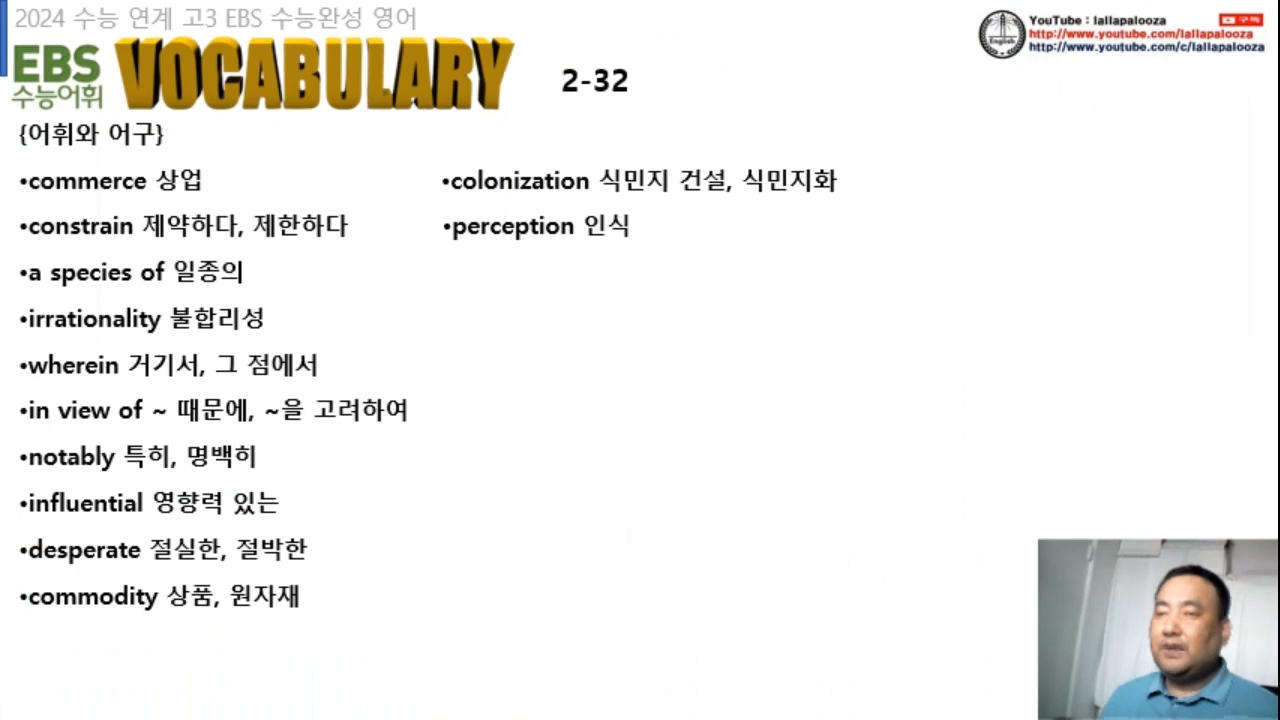 2024 수능 연계 고3 EBS 수능완성 영어
EBS
수능어휘
VOCABULARY
2-32
YouTube : lallapalooza
구독
http://www.youtube.com/lallapalooza
http://www.youtube.com/c/lallapalooza
English
{어휘와 어구}
•commerce 상업
•constrain 제약하다, 제한하다
•a species of 일종의
•irrationality 불합리성
•wherein 거기서, 그 점에서
•in view of ~ 때문에, ~을 고려하여
•notably 특히, 명백히
•influential 영향력 있는
•desperate 절실한, 절박한
•commodity 상품, 원자재
•colonization 식민지 건설, 식민지화
•perception 인식